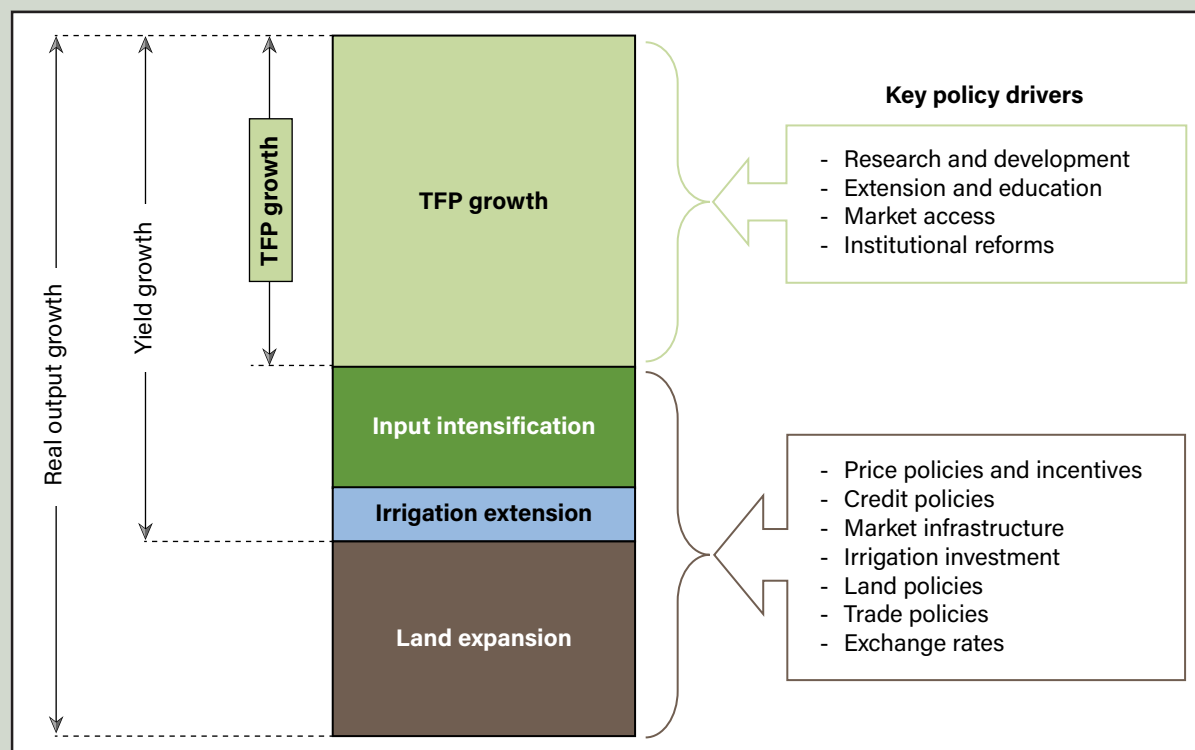 Real output growth
Yield growth
TFP growth
TFP growth
Input intensification
Irrigation extension
Land expansion
Key policy drivers
- Research and development
- Extension and education
- Market access
- Institutional reforms
- Price policies and incentives
- Credit policies
- Market infrastructure
- Irrigation investment
- Land policies
- Trade policies
- Exchange rates